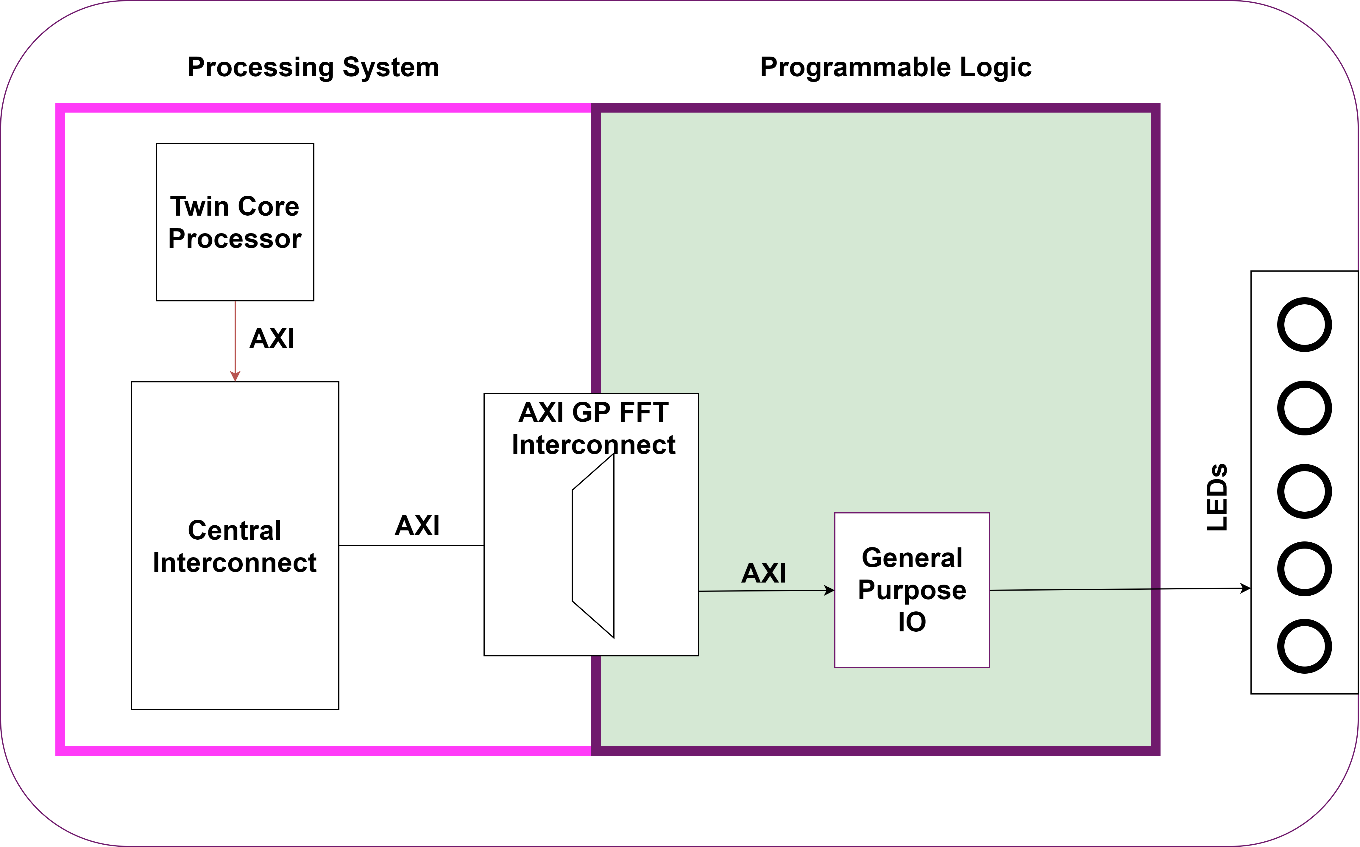 Processing System
Programmable Logic
Twin Core
Processor
AXI
Central
Interconnect
AXI
AXI GP FFT
Interconnect
AXI
General
Purpose
IO
LEDs